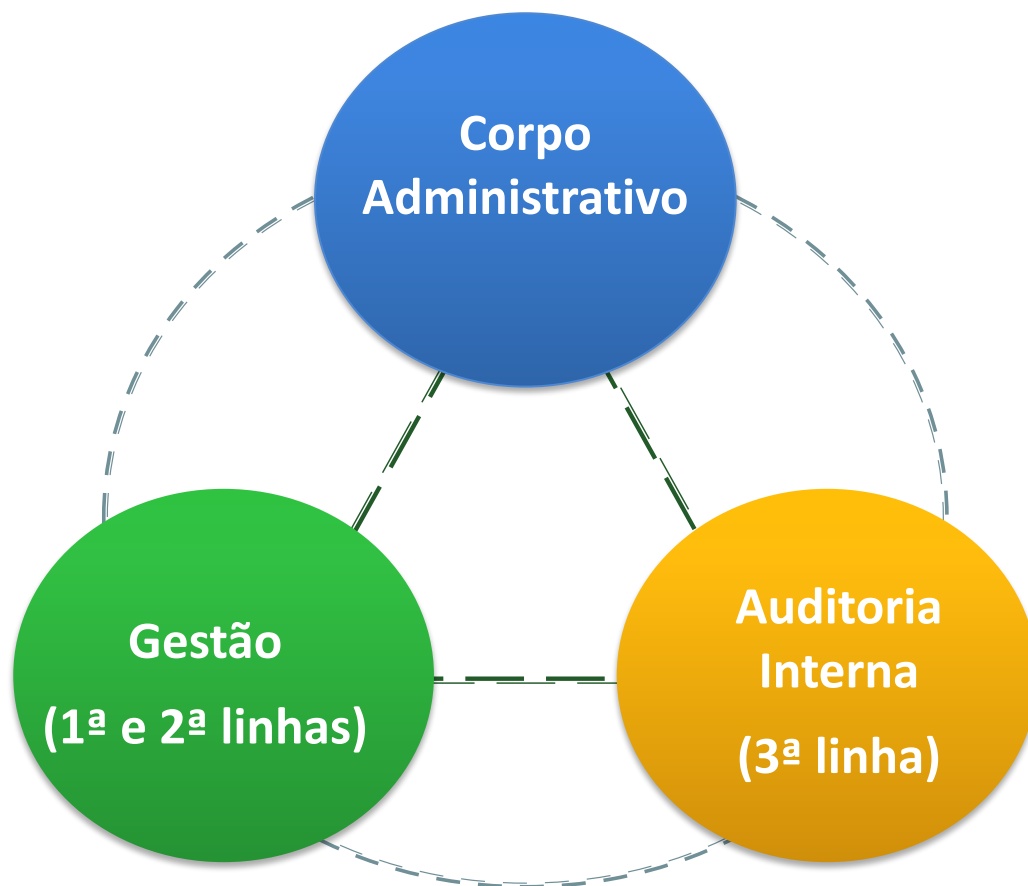 Corpo
Administrativo
Gestão
(1ª e 2ª linhas)
Auditoria
Interna
(3ª linha)